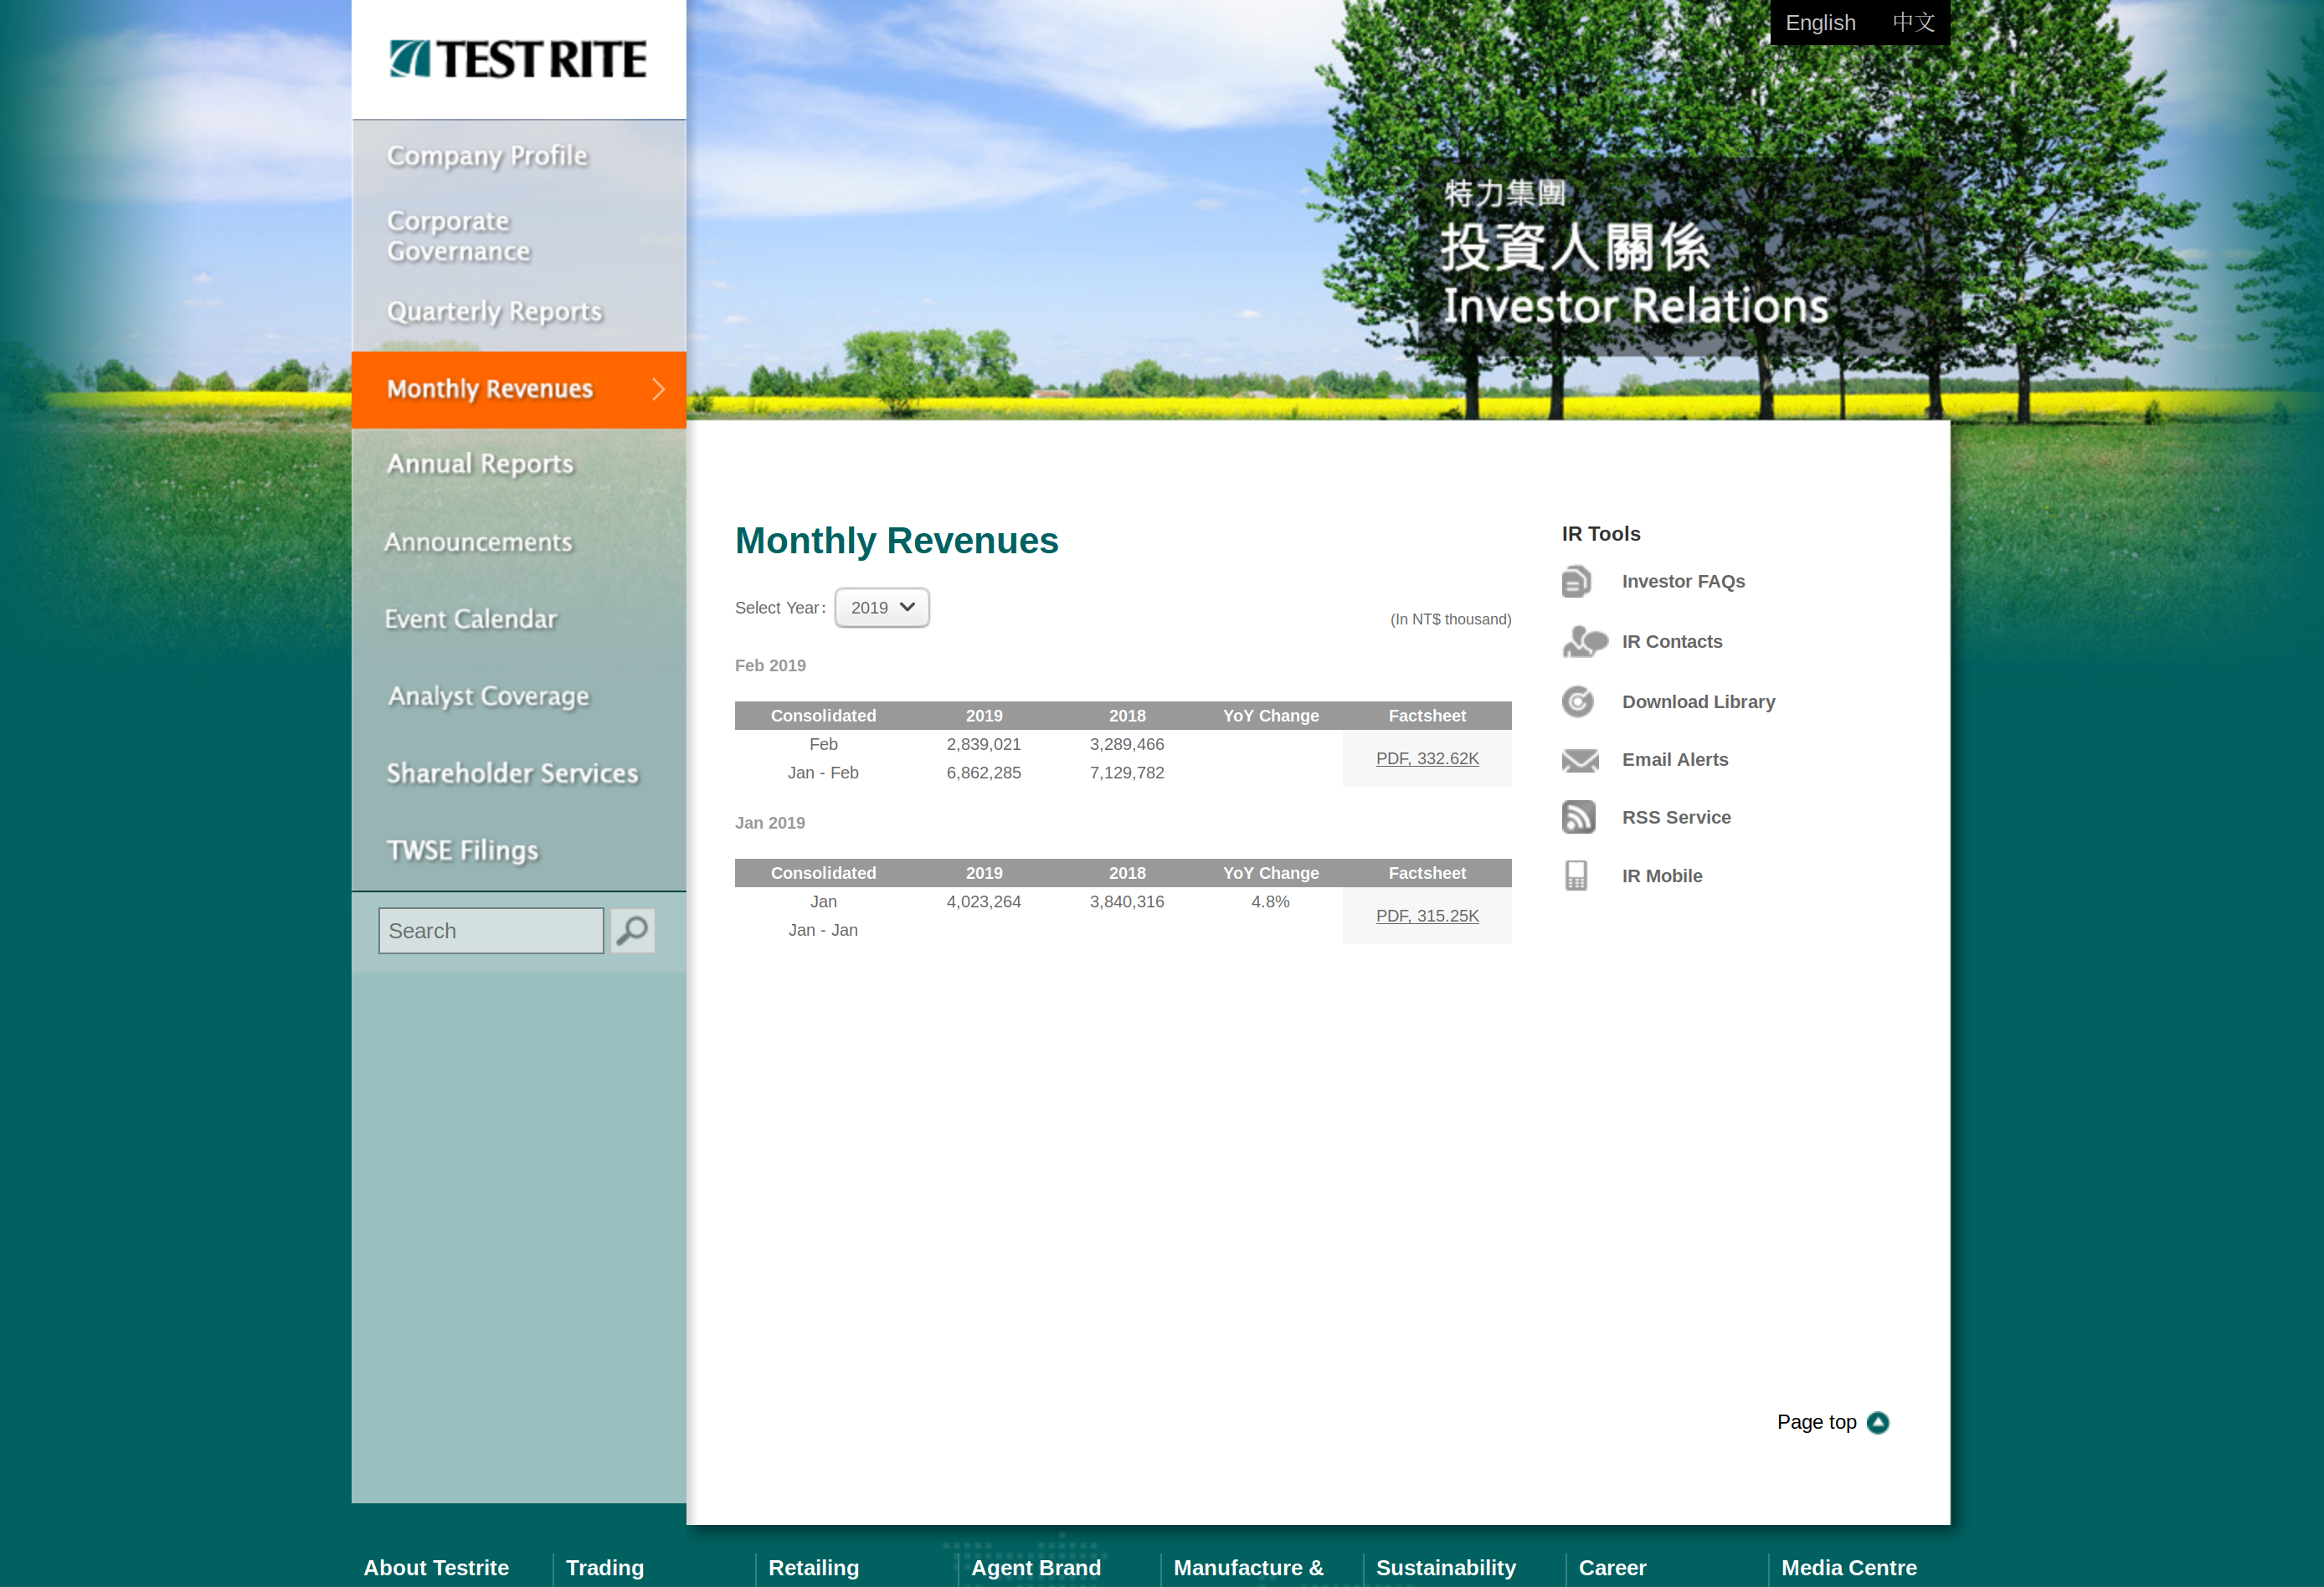 TEST RITE
English 中文
特力集團
投資人關係
Investor Relations
Company Profile
Corporate
Governance
Quarterly Reports
Monthly Revenues
Annual Reports
Announcements
Event Calendar
Analyst Coverage
Shareholder Services
TWSE Filings
Search
Monthly Revenues
Select Year: 2019
(In NT$ thousand)
Feb 2019
Consolidated 2019 2018 YoY Change Factsheet
Feb 2,839,021 3,289,466 PDF, 332.62K
Jan - Feb 6,862,285 7,129,782
Jan 2019
Consolidated 2019 2018 YoY Change Factsheet
Jan 4,023,264 3,840,316 4.8% PDF, 315.25K
Jan - Jan
IR Tools
Investor FAQs
IR Contacts
Download Library
Email Alerts
RSS Service
IR Mobile
Page top
About Testrite Trading Retailing Agent Brand Manufacture & Sustainability Career Media Centre